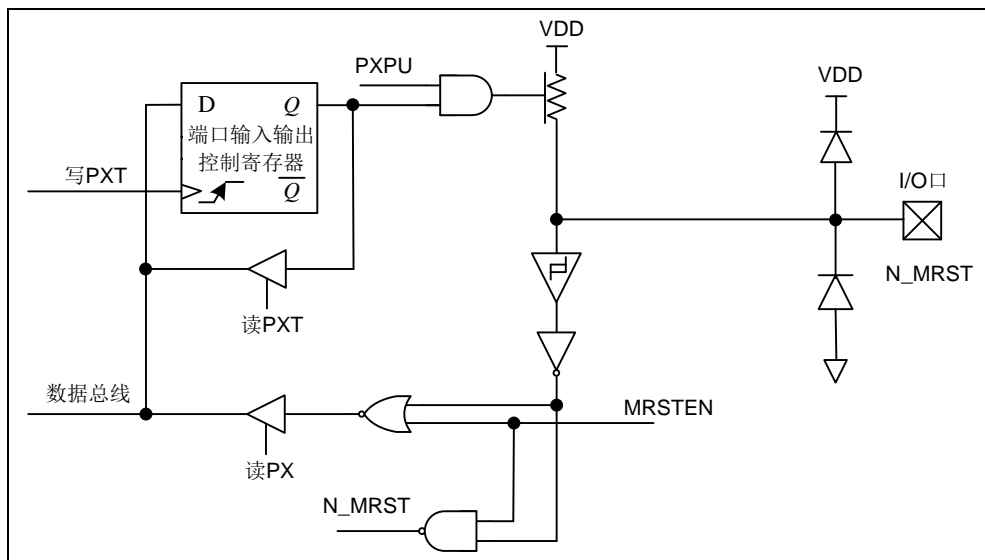 VDD
PXPU
VDD
D Q
端口输入输出
控制寄存器
Q
写PXT
I/O口
N_MRST
读PXT
数据总线
MRSTEN
读PX
N_MRST